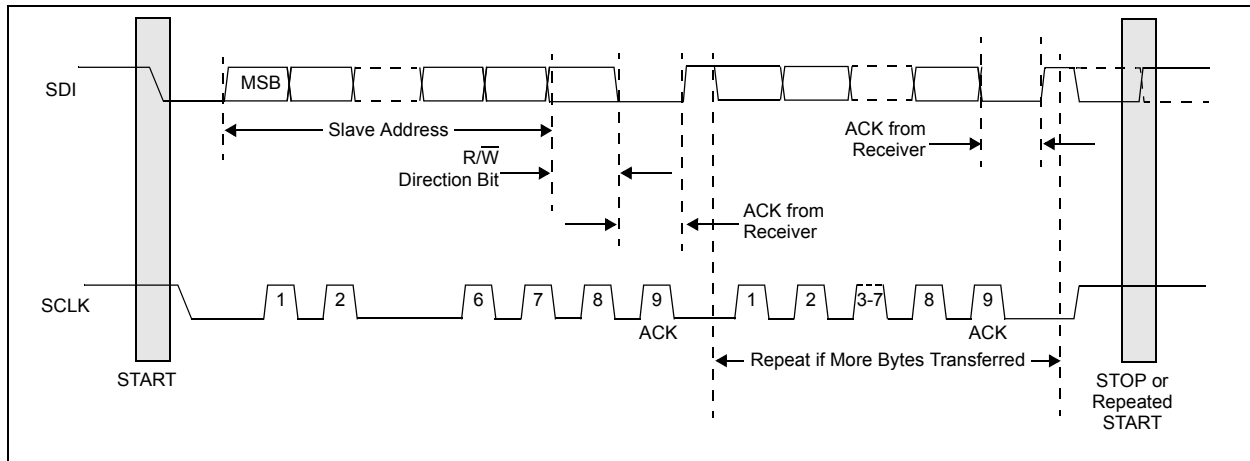 SDI
MSB
Slave Address
R/W̅
Direction Bit
ACK from
Receiver
ACK from
Receiver
SCLK
1
2
6
7
8
9
1
2
3-7
8
9
ACK
ACK
Repeat if More Bytes Transferred
START
STOP or
Repeated
START